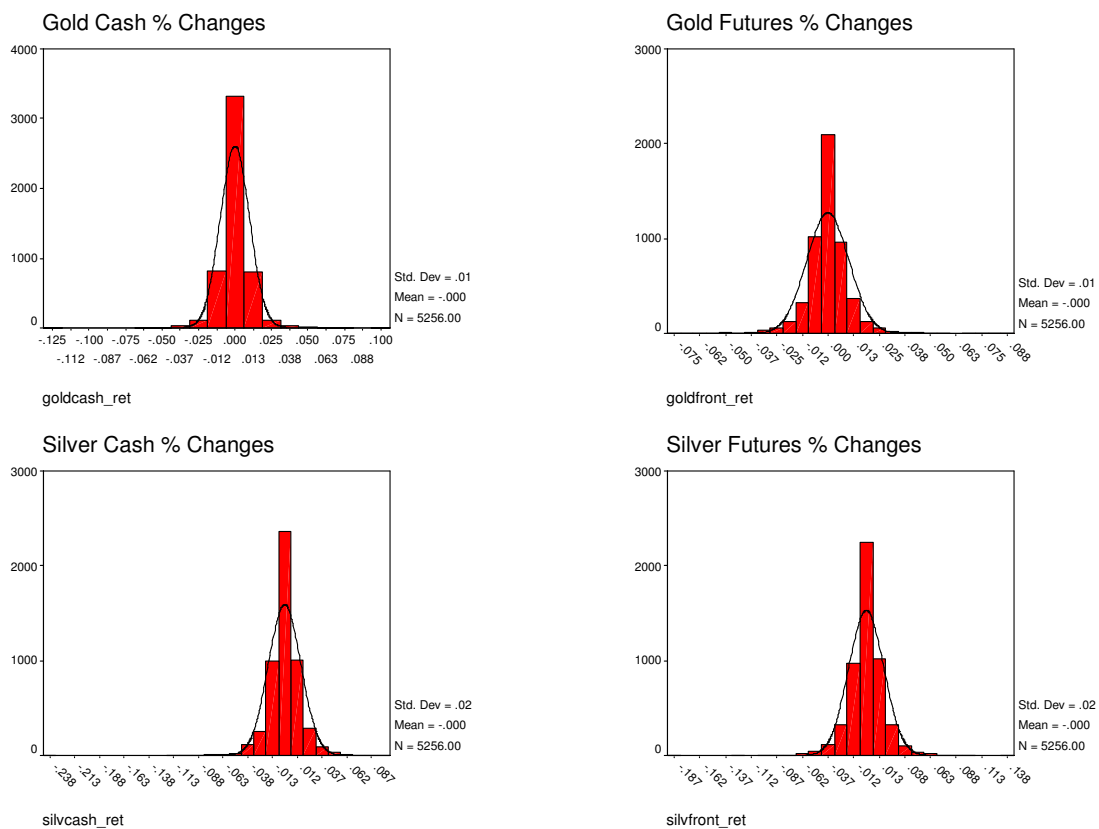 Gold Cash % Changes
4000
3000
2000
1000
0
-.125 -.100 -.075 -.050 -.025 .000 .025 .050 .075 .100
-.112 -.087 -.062 -.037 -.012 .013 .038 .063 .088
Std. Dev = .01
Mean = -.000
N = 5256.00
goldcash_ret
Gold Futures % Changes
3000
2000
1000
0
-.075 -.062 -.050 -.037 -.025 -.012 .000 .013 .025 .038 .050 .063 .075 .088
Std. Dev = .01
Mean = -.000
N = 5256.00
goldfront_ret
Silver Cash % Changes
3000
2000
1000
0
-.238 -.213 -.188 -.163 -.138 -.113 -.088 -.063 -.038 -.013 .012 .037 .062 .087
Std. Dev = .02
Mean = -.000
N = 5256.00
silvcash_ret
Silver Futures % Changes
3000
2000
1000
0
-.187 -.162 -.137 -.112 -.087 -.062 -.037 -.012 .013 .038 .063 .088 .113 .138
Std. Dev = .02
Mean = -.000
N = 5256.00
silvfront_ret